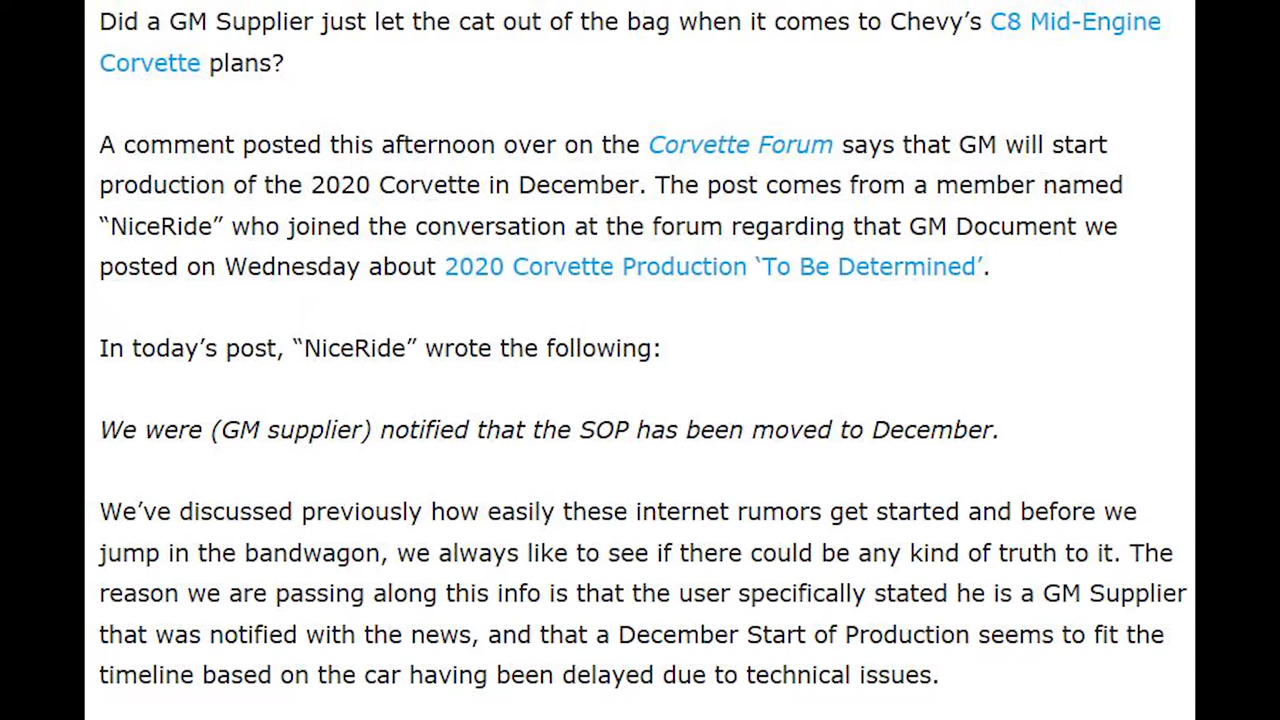 Did a GM Supplier just let the cat out of the bag when it comes to Chevy’s C8 Mid-Engine
Corvette plans?
A comment posted this afternoon over on the Corvette Forum says that GM will start
production of the 2020 Corvette in December. The post comes from a member named
“NiceRide” who joined the conversation at the forum regarding that GM Document we
posted on Wednesday about 2020 Corvette Production ‘To Be Determined’.
In today’s post, “NiceRide” wrote the following:
We were (GM supplier) notified that the SOP has been moved to December.
We’ve discussed previously how easily these internet rumors get started and before we
jump in the bandwagon, we always like to see if there could be any kind of truth to it. The
reason we are passing along this info is that the user specifically stated he is a GM Supplier
that was notified with the news, and that a December Start of Production seems to fit the
timeline based on the car having been delayed due to technical issues.